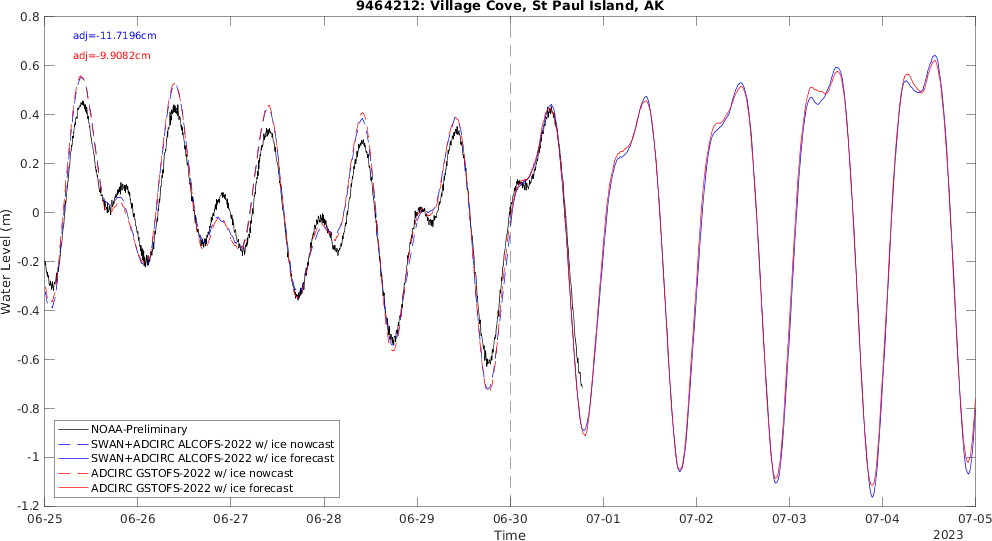 9464212: Village Cove, St Paul Island, AK
adj=-11.7196cm
adj=-9.9082cm
Water Level (m)
0.8
0.6
0.4
0.2
0
-0.2
-0.4
-0.6
-0.8
-1
-1.2
NOAA-Preliminary
SWAN+ADCIRC ALCOFS-2022 w/ ice nowcast
SWAN+ADCIRC ALCOFS-2022 w/ ice forecast
ADCIRC GSTOFS-2022 w/ ice nowcast
ADCIRC GSTOFS-2022 w/ ice forecast
06-25 06-26 06-27 06-28 06-29 06-30 07-01 07-02 07-03 07-04 07-05
Time
2023